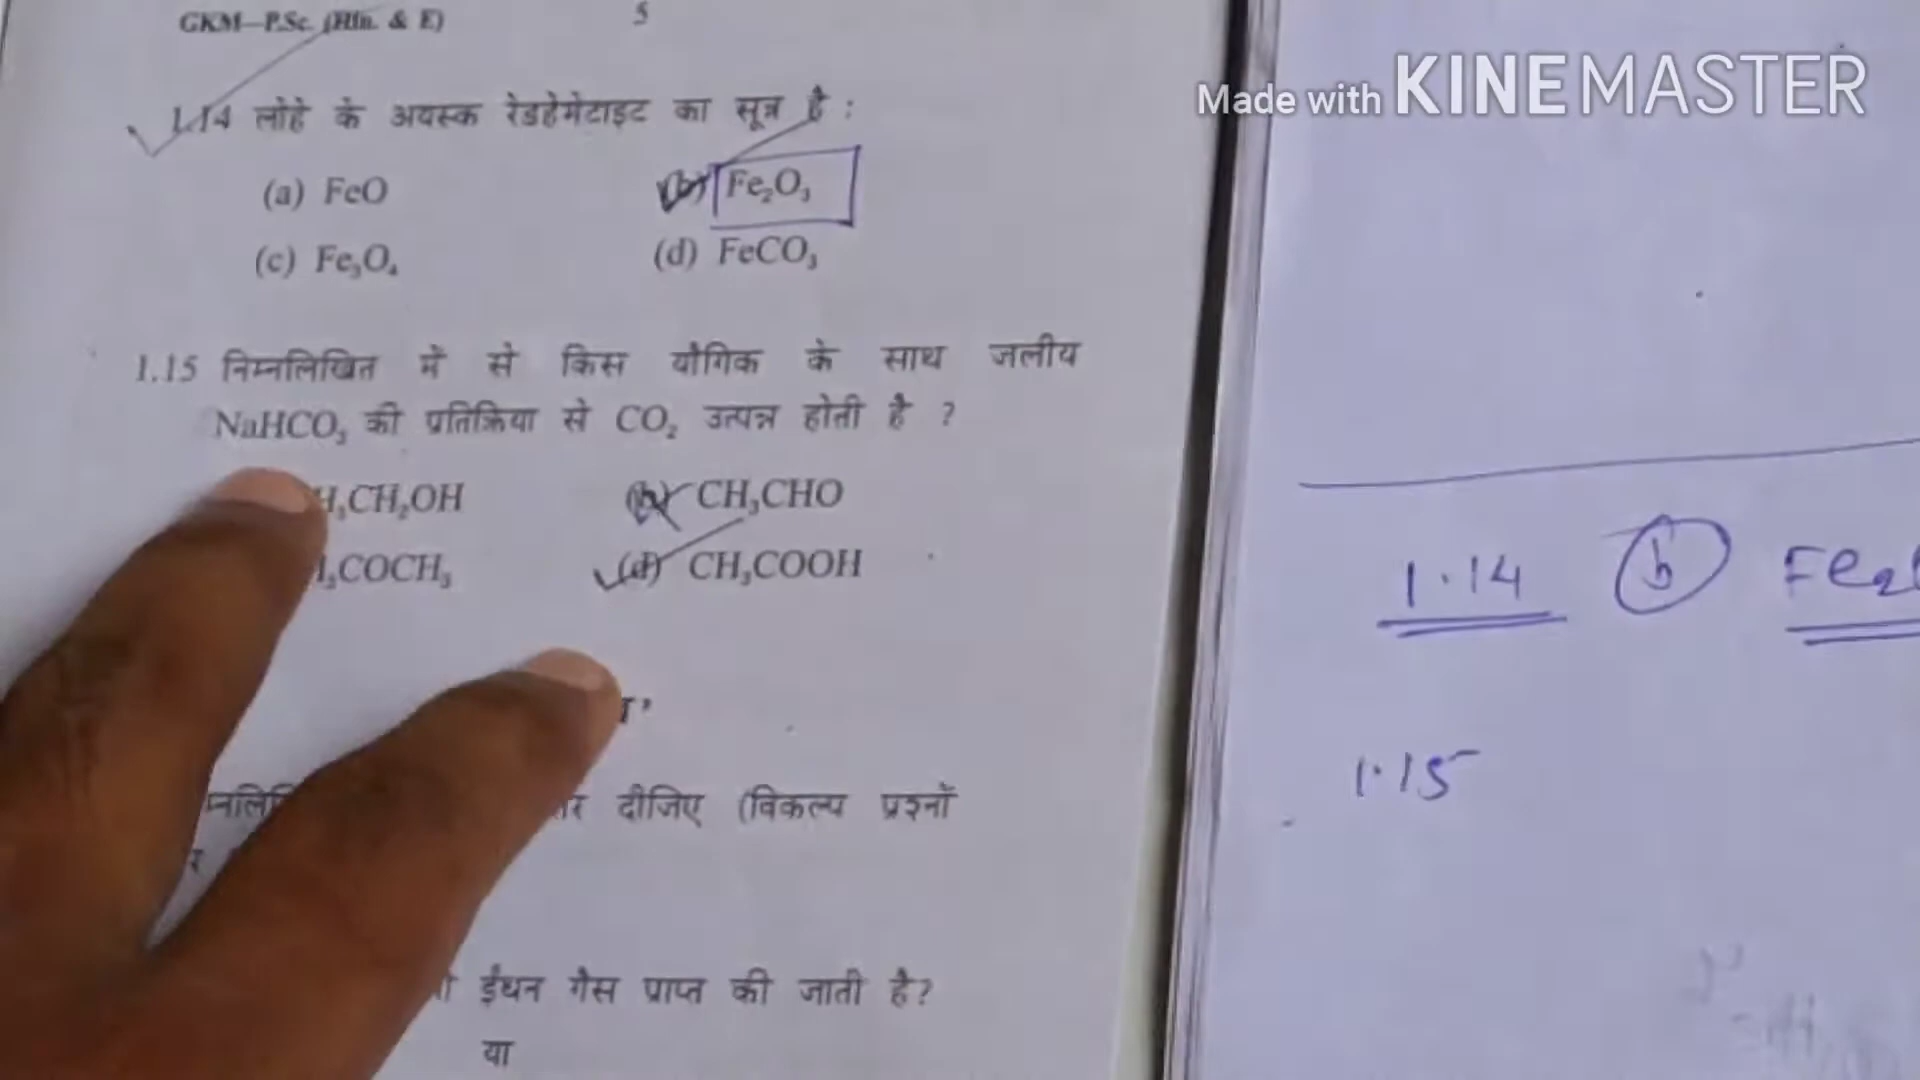 GKM—P.Sc. (Hin. & E) 5
Made with KINEMASTER
1.14 लोहे के अयस्क रेडहेमेटाइट का सूत्र है :
(a) FeO (b) Fe₂O₃
(c) Fe₃O₄ (d) FeCO₃
1.15 निम्नलिखित में से किस यौगिक के साथ जलीय
NaHCO₃ की प्रतिक्रिया से CO₂ उत्पन्न होती है ?
H₃CH₂OH (b) CH₃CHO
COCH₃ (d) CH₃COOH
दीजिए (विकल्प प्रश्नों
ईंधन गैस प्राप्त की जाती है?
या
1.14 b Fe₂
1.15